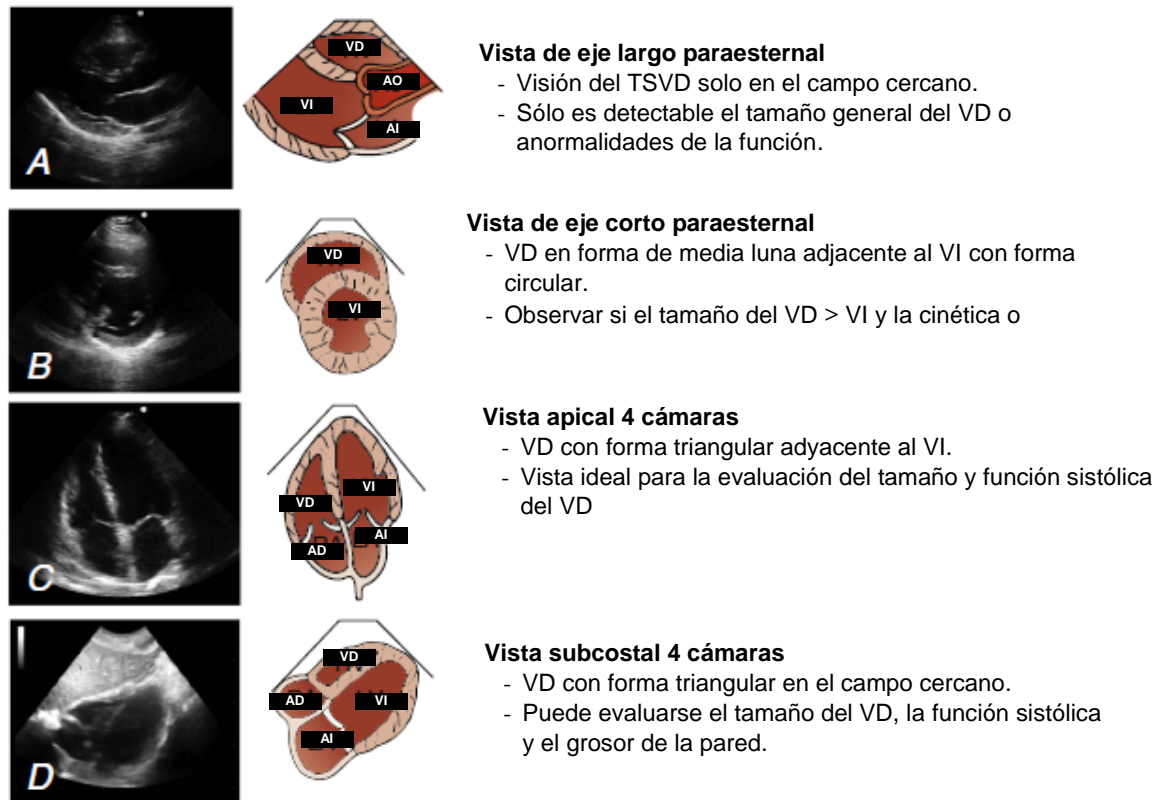 A
VD
AO
VI
AI
Vista de eje largo paraesternal
- Visión del TSVD solo en el campo cercano.
- Sólo es detectable el tamaño general del VD o
anormalidades de la función.
B
VD
VI
Vista de eje corto paraesternal
- VD en forma de media luna adjacente al VI con forma
circular.
- Observar si el tamaño del VD > VI y la cinética o
C
VI
VD
AI
AD
Vista apical 4 cámaras
- VD con forma triangular adyacente al VI.
- Vista ideal para la evaluación del tamaño y función sistólica
del VD
D
VD
AD
VI
AI
Vista subcostal 4 cámaras
- VD con forma triangular en el campo cercano.
- Puede evaluarse el tamaño del VD, la función sistólica
y el grosor de la pared.